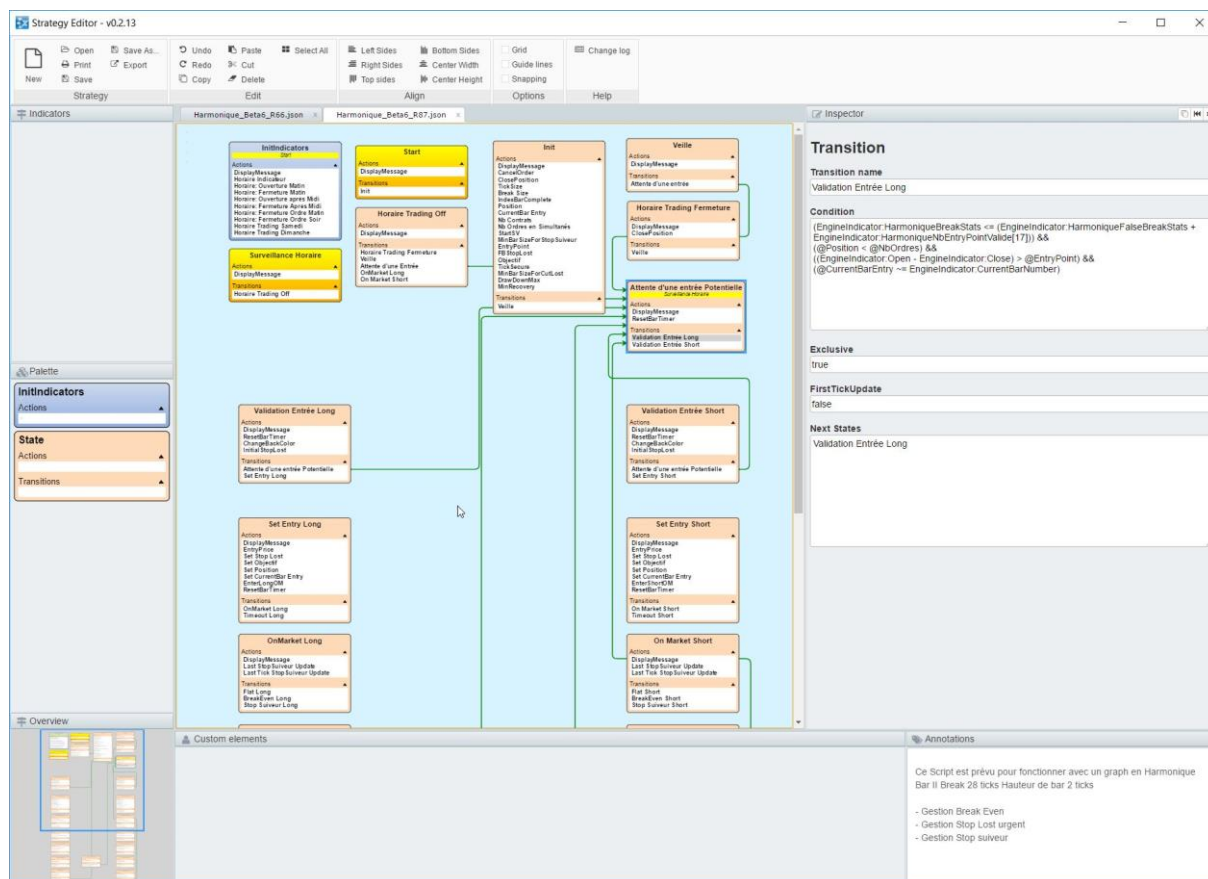 Strategy Editor - v0.2.13
Open
Save As...
Undo
Paste
Select All
Left Sides
Bottom Sides
Grid
Change log
Print
Export
Redo
Cut
Right Sides
Center Width
Guide lines
New
Save
Copy
Delete
Top sides
Center Height
Snapping
Strategy
Edit
Align
Options
Help
Indicators
Harmonique_Beta6_R66.json x
Harmonique_Beta6_R87.json x
Inspector
InitIndicators
Start
Actions
DisplayMessage
Horaire Indicateur
Horaire: Ouverture Matin
Horaire: Fermeture Matin
Horaire: Ouverture après Midi
Horaire: Fermeture Apres Midi
Horaire: Fermeture Ordre Matin
Horaire: Fermeture Ordre Soir
Horaire Trading Samedi
Horaire Trading Dimanche
Surveillance Horaire
Actions
DisplayMessage
Transitions
Horaire Trading Off
Start
Actions
DisplayMessage
Transitions
Init
Horaire Trading Off
Actions
DisplayMessage
Transitions
Horaire Trading Fermeture
Veille
Attente d'une Entrée
OnMarket Long
On Market Short
Init
Actions
DisplayMessage
CancelOrder
ClosePosition
TickSize
Break Size
IndexBarComplete
Position
CurrentBar Entry
Nb Contrats
Nb Ordres en Simultanés
StartSV
MinBarSizeForStopSuiveur
EntryPoint
FBStopLost
Objectif
TickSecure
MinBarSizeForCutLost
DrawDownMax
MinRecovery
Transitions
Veille
Veille
Actions
DisplayMessage
Transitions
Attente d'une entrée
Horaire Trading Fermeture
Actions
DisplayMessage
ClosePosition
Transitions
Veille
Attente d'une entrée Potentielle
Surveillance Horaire
Actions
DisplayMessage
ResetBarTimer
Transitions
Validation Entrée Long
Validation Entrée Short
Validation Entrée Long
Actions
DisplayMessage
ResetBarTimer
ChangeBackColor
InitialStopLost
Transitions
Attente d'une entrée Potentielle
Set Entry Long
Validation Entrée Short
Actions
DisplayMessage
ResetBarTimer
ChangeBackColor
InitialStopLost
Transitions
Attente d'une entrée Potentielle
Set Entry Short
Set Entry Long
Actions
DisplayMessage
EntryPrice
Set Stop Lost
Set Objectif
Set Position
Set CurrentBar Entry
EnterLongOM
ResetBarTimer
Transitions
OnMarket Long
Timeout Long
Set Entry Short
Actions
DisplayMessage
EntryPrice
Set Stop Lost
Set Objectif
Set Position
Set CurrentBar Entry
EnterShortOM
ResetBarTimer
Transitions
On Market Short
Timeout Short
OnMarket Long
Actions
DisplayMessage
Last StopSuiveur Update
Last Tick StopSuiveur Update
Transitions
Flat Long
BreakEven Long
Stop Suiveur Long
On Market Short
Actions
DisplayMessage
Last StopSuiveur Update
Last Tick StopSuiveur Update
Transitions
Flat Short
BreakEven Short
Stop Suiveur Short
Palette
InitIndicators
Actions
State
Actions
Transitions
Overview
Transition
Transition name
Validation Entrée Long
Condition
(EngineIndicator:HarmoniqueBreakStats <= (EngineIndicator:HarmoniqueFalseBreakStats +
EngineIndicator:HarmoniqueNbEntryPointValide[17])) &&
(@Position < @NbOrdres) &&
((EngineIndicator:Open - EngineIndicator:Close) > @EntryPoint) &&
(@CurrentBarEntry ~= EngineIndicator:CurrentBarNumber)
Exclusive
true
FirstTickUpdate
false
Next States
Validation Entrée Long
Custom elements
Annotations
Ce Script est prévu pour fonctionner avec un graph en Harmonique
Bar II Break 28 ticks Hauteur de bar 2 ticks
- Gestion Break Even
- Gestion Stop Lost urgent
- Gestion Stop suiveur